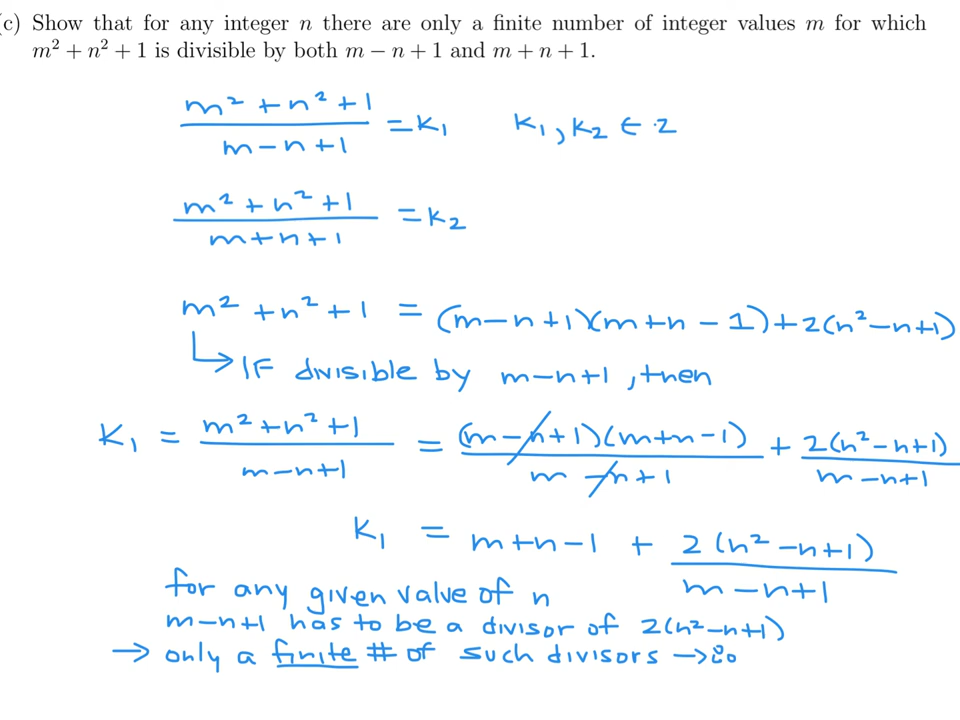 (c) Show that for any integer n there are only a finite number of integer values m for which
m² + n² + 1 is divisible by both m − n + 1 and m + n + 1.
(m² + n² + 1)/(m − n + 1) = K₁   K₁, K₂ ∈ Z
(m² + n² + 1)/(m + n + 1) = K₂
m² + n² + 1 = (m − n + 1)(m + n − 1) + 2(n² − n + 1)
↳ IF divisible by m − n + 1, then
K₁ = (m² + n² + 1)/(m − n + 1) = (m − n + 1)(m + n − 1)/(m − n + 1) + 2(n² − n + 1)/(m − n + 1)
K₁ = m + n − 1 + 2(n² − n + 1)/(m − n + 1)
for any given value of n
m − n + 1 has to be a divisor of 2(n² − n + 1)
→ only a finite # of such divisors →